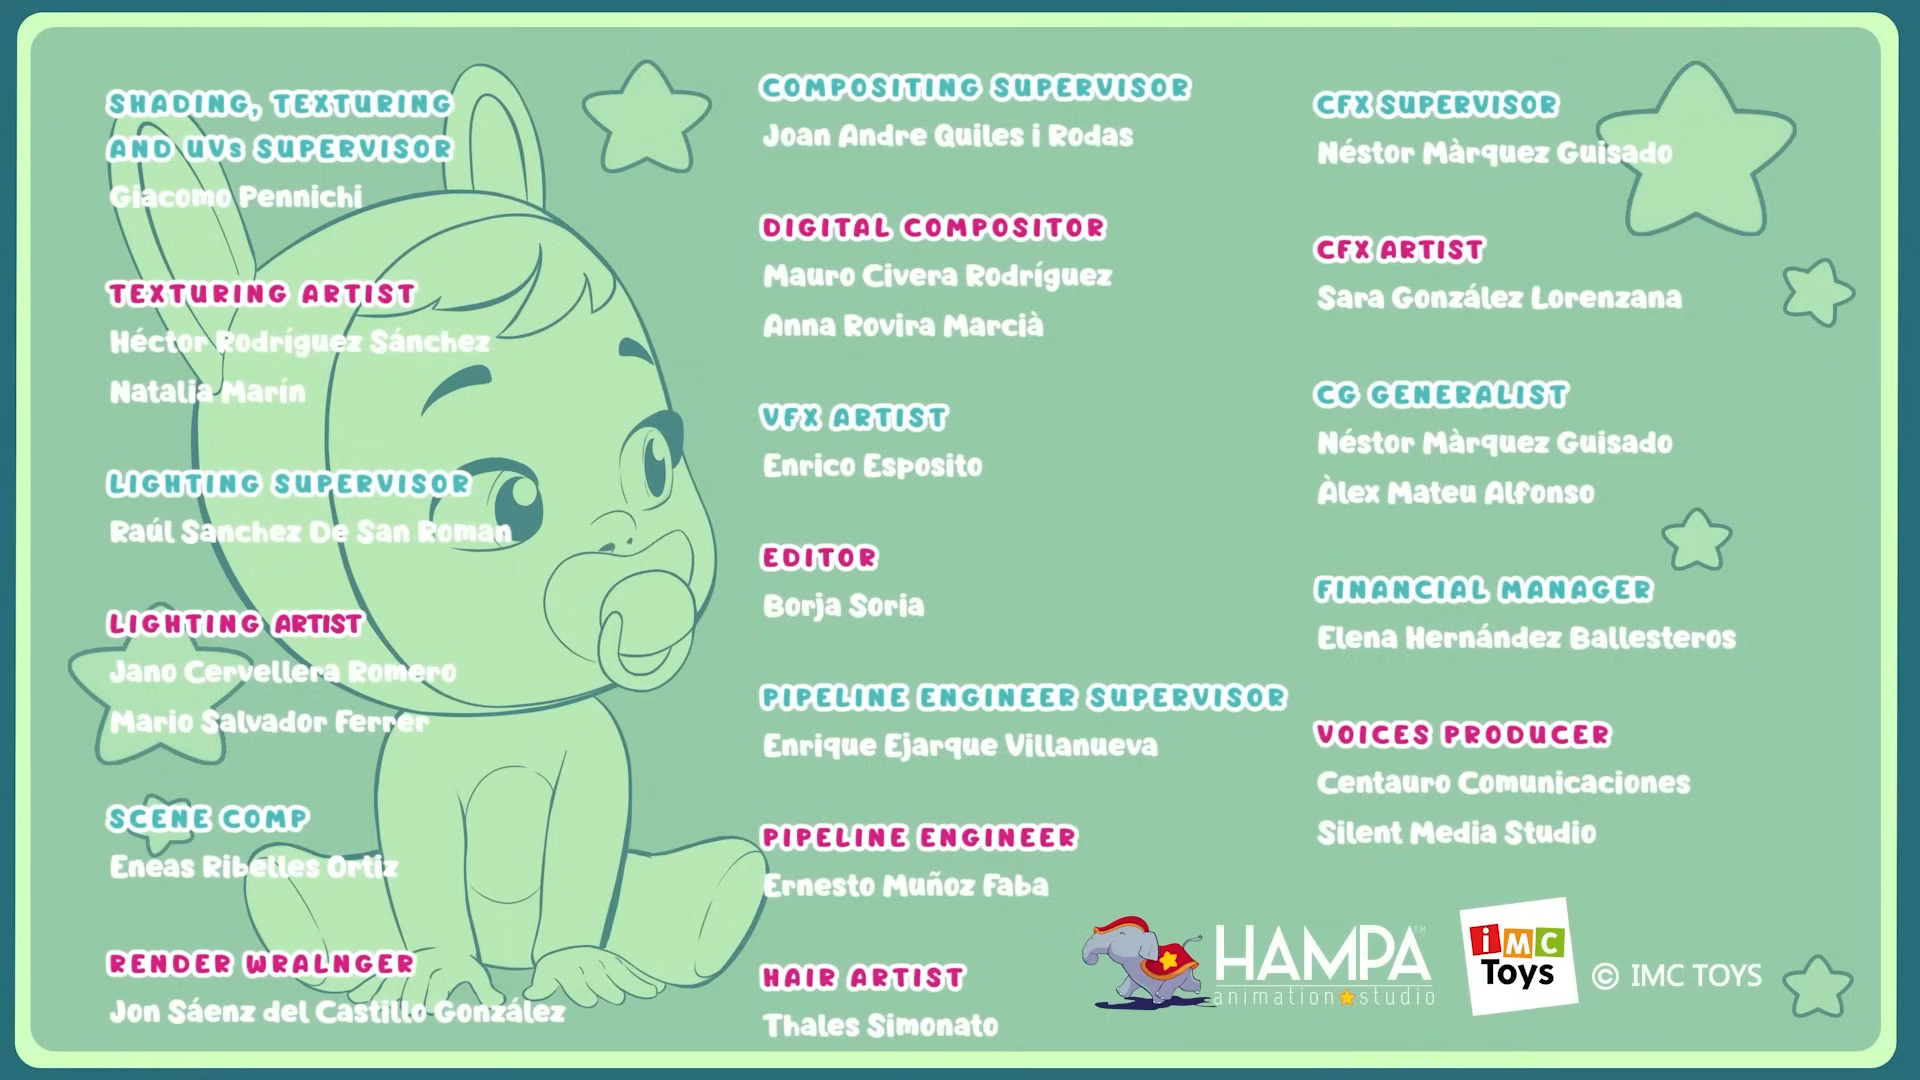 SHADING, TEXTURING
AND UVs SUPERVISOR
Giacomo Pennichi
TEXTURING ARTIST
Héctor Rodríguez Sánchez
Natalia Marín
LIGHTING SUPERVISOR
Raúl Sanchez De San Roman
LIGHTING ARTIST
Jano Cervellera Romero
Mario Salvador Ferrer
SCENE COMP
Eneas Ribelles Ortiz
RENDER WRALNGER
Jon Sáenz del Castillo González
COMPOSITING SUPERVISOR
Joan Andre Quiles i Rodas
DIGITAL COMPOSITOR
Mauro Civera Rodríguez
Anna Rovira Marcià
VFX ARTIST
Enrico Esposito
EDITOR
Borja Soria
PIPELINE ENGINEER SUPERVISOR
Enrique Ejarque Villanueva
PIPELINE ENGINEER
Ernesto Muñoz Faba
HAIR ARTIST
Thales Simonato
CFX SUPERVISOR
Néstor Màrquez Guisado
CFX ARTIST
Sara González Lorenzana
CG GENERALIST
Néstor Màrquez Guisado
Àlex Mateu Alfonso
FINANCIAL MANAGER
Elena Hernández Ballesteros
VOICES PRODUCER
Centauro Comunicaciones
Silent Media Studio
HAMPA™
animation studio
iMC
Toys
© IMC TOYS